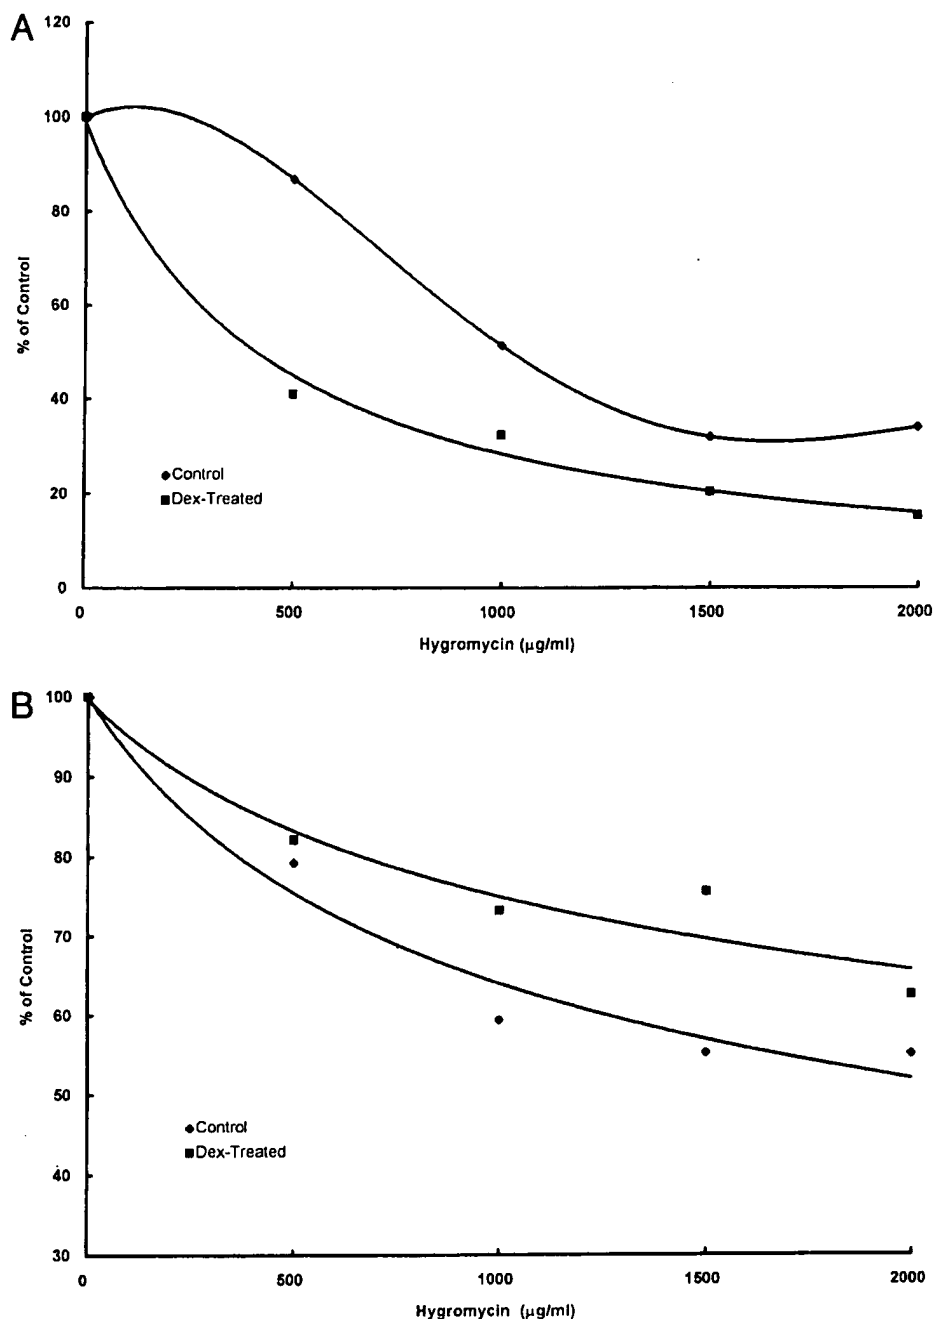 A
120
100
80
60
40
20
0
% of Control
Control
Dex-Treated
0 500 1000 1500 2000
Hygromycin (µg/ml)
B
100
90
80
70
60
50
40
30
% of Control
Control
Dex-Treated
0 500 1000 1500 2000
Hygromycin (µg/ml)